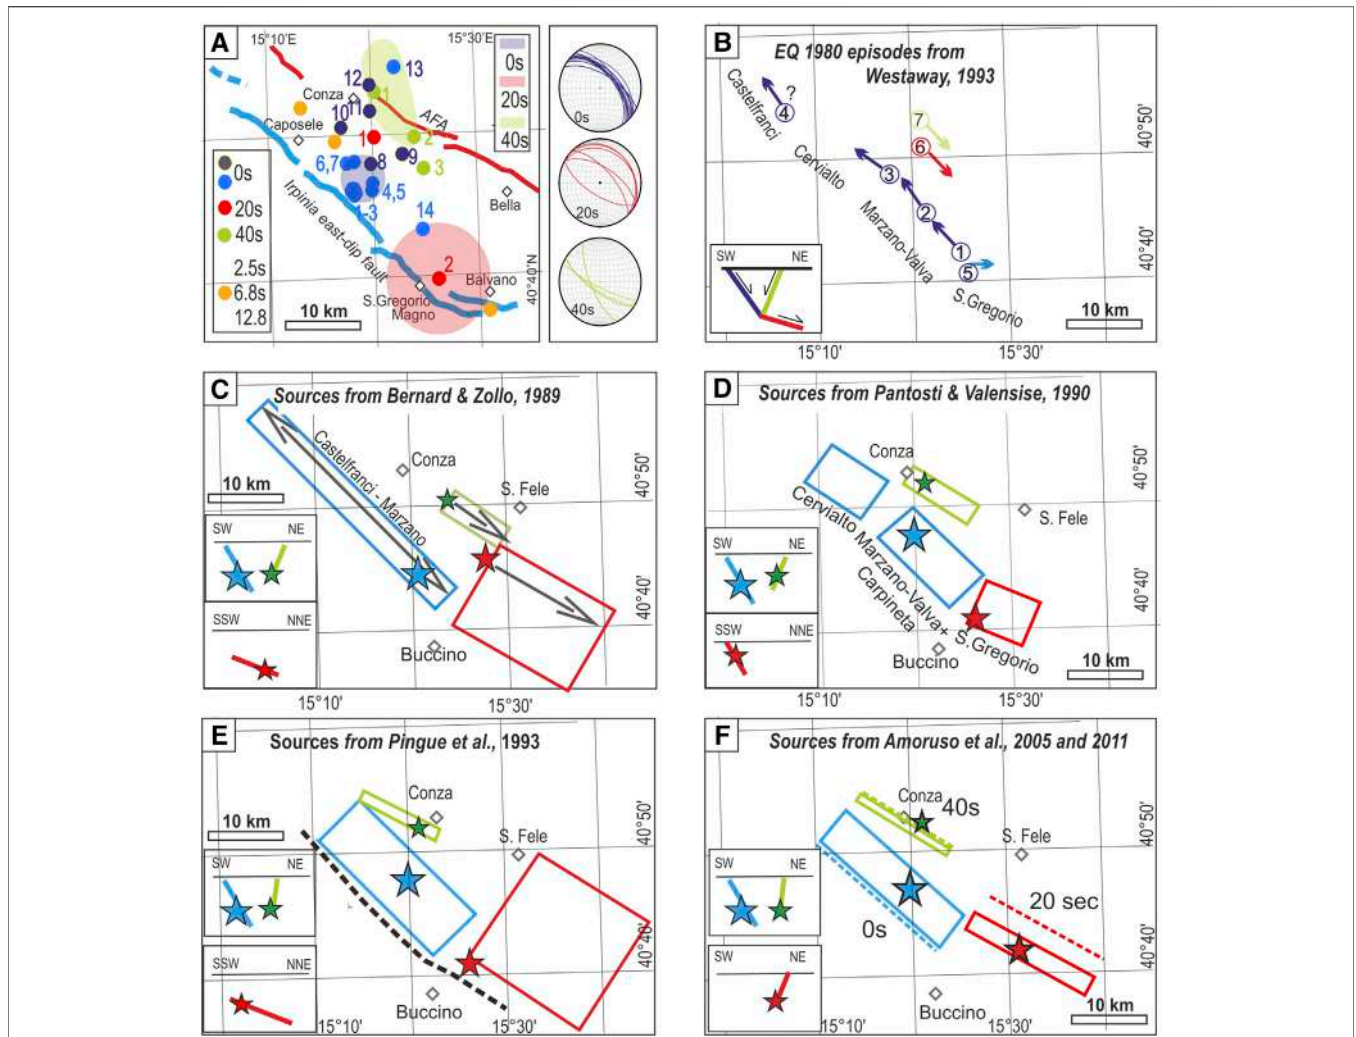 A
15°10'E
15°30'E
0s
20s
40s
12
13
Conza
1
11
AFA
10
Caposele
1
2
9
8
3
6,7
4,5
1-3
14
Bella
Irpinia east-dip fault
2
Balvano
S.Gregorio
Magno
40°40'N
0s
20s
40s
2.5s
6.8s
12.8
10 km
0s
20s
40s
B
EQ 1980 episodes from
Westaway, 1993
?
4
Castelfranci
7
6
40°50'
Cervialto
3
2
Marzano-Valva
1
5
40°40'
S.Gregorio
SW NE
10 km
15°10' 15°30'
C
Sources from Bernard & Zollo, 1989
Castelfranci - Marzano
Conza
S. Fele
10 km
40°50'
SW NE
40°40'
SSW NNE
Buccino
15°10' 15°30'
D
Sources from Pantosti & Valensise, 1990
Conza
S. Fele
40°50'
Cervialto
Marzano-Valva+
Carpineta
S.Gregorio
SW NE
40°40'
SSW NNE
Buccino
10 km
15°10' 15°30'
E
Sources from Pingue et al., 1993
Conza
10 km
S. Fele
40°50'
SW NE
40°40'
SSW NNE
Buccino
15°10' 15°30'
F
Sources from Amoruso et al., 2005 and 2011
Conza
40s
S. Fele
40°50'
SW NE
20 sec
0s
40°40'
SW NE
Buccino
10 km
15°10' 15°30'